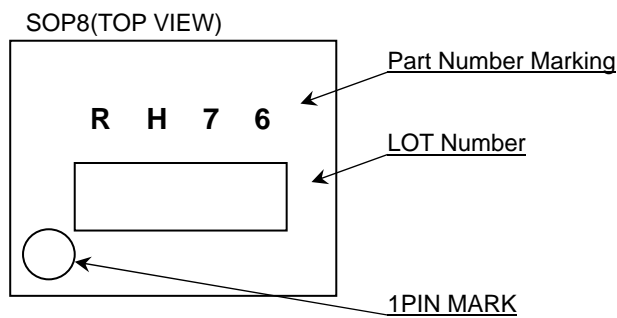 SOP8(TOP VIEW)
Part Number Marking
R H 7 6
LOT Number
1PIN MARK